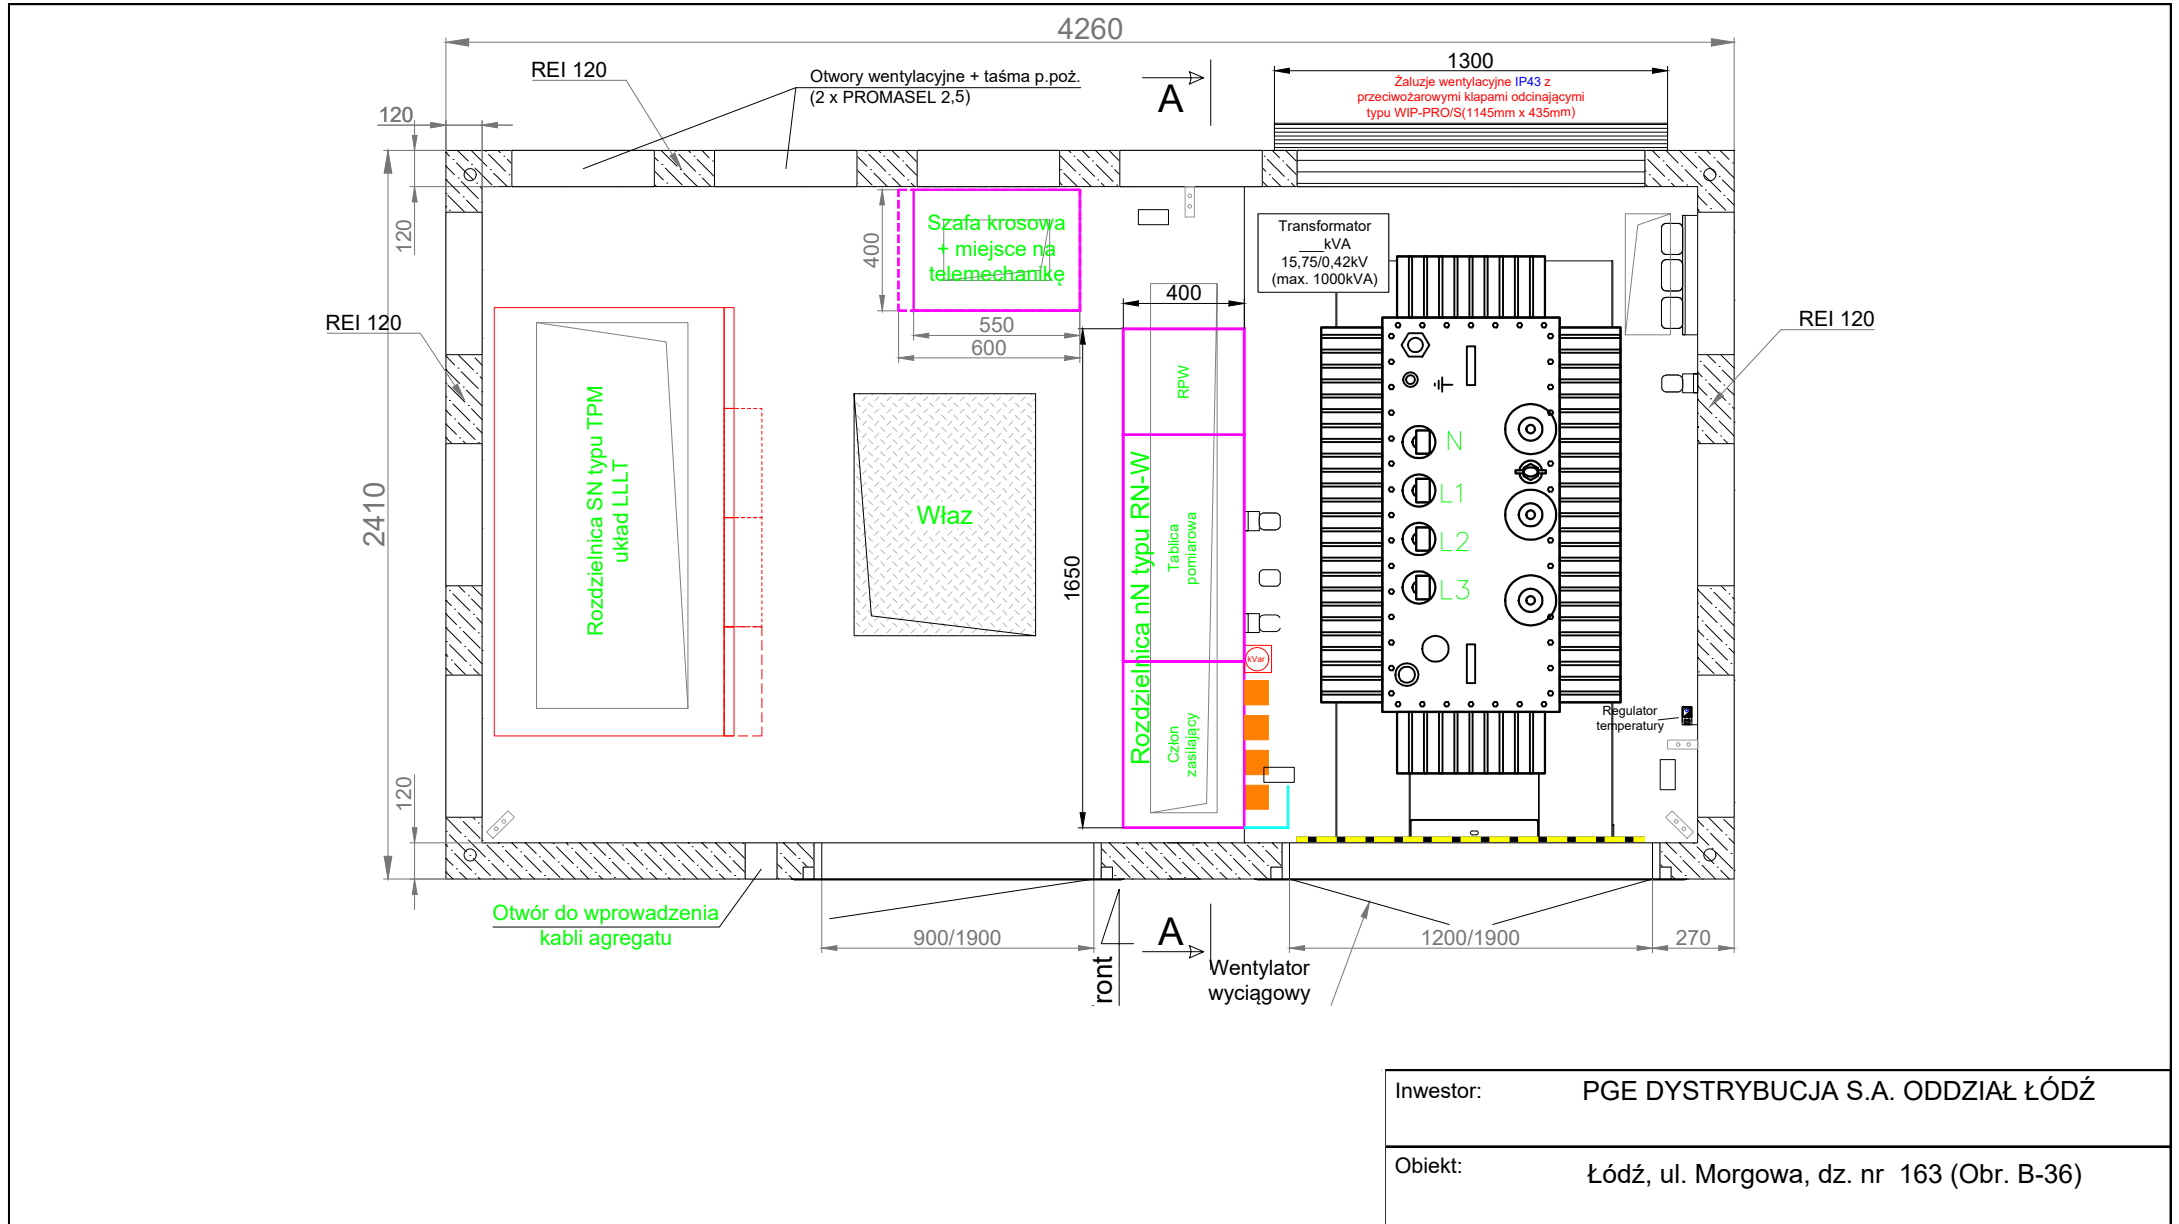 4260
REI 120
Otwory wentylacyjne + taśma p.poż.
(2 x PROMASEL 2,5)
A
1300
Żaluzje wentylacyjne IP43 z
przeciwożarowymi klapami odcinającymi
typu WIP-PRO/S(1145mm x 435mm)
120
120
400
Szafa krosowa
+ miejsce na
telemechanikę
550
600
Transformator
___kVA
15,75/0,42kV
(max. 1000kVA)
400
REI 120
REI 120
2410
Rozdzielnica SN typu TPM
układ LLLT
Właz
1650
RPW
Rozdzielnica nN typu RN-W
Tablica
pomiarowa
Człon
zasilający
N
L1
L2
L3
kVar
Regulator
temperatury
120
Otwór do wprowadzenia
kabli agregatu
900/1900
ront
A
1200/1900
270
Wentylator
wyciągowy
Inwestor:
PGE DYSTRYBUCJA S.A. ODDZIAŁ ŁÓDŹ
Obiekt:
Łódź, ul. Morgowa, dz. nr 163 (Obr. B-36)